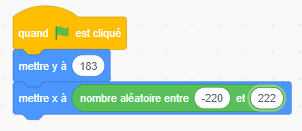 quand est cliqué
mettre y à 183
mettre x à nombre aléatoire entre -220 et 222